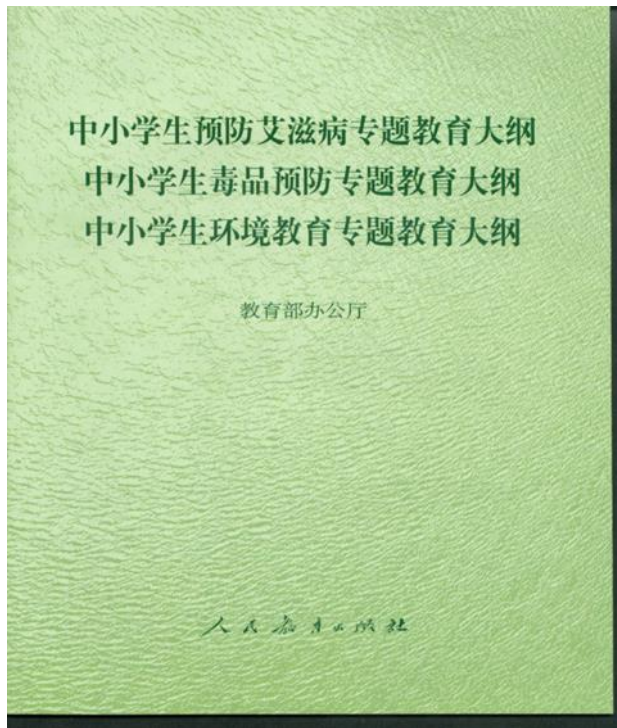 中小学生预防艾滋病专题教育大纲
中小学生毒品预防专题教育大纲
中小学生环境教育专题教育大纲
教育部办公厅
人民教育出版社